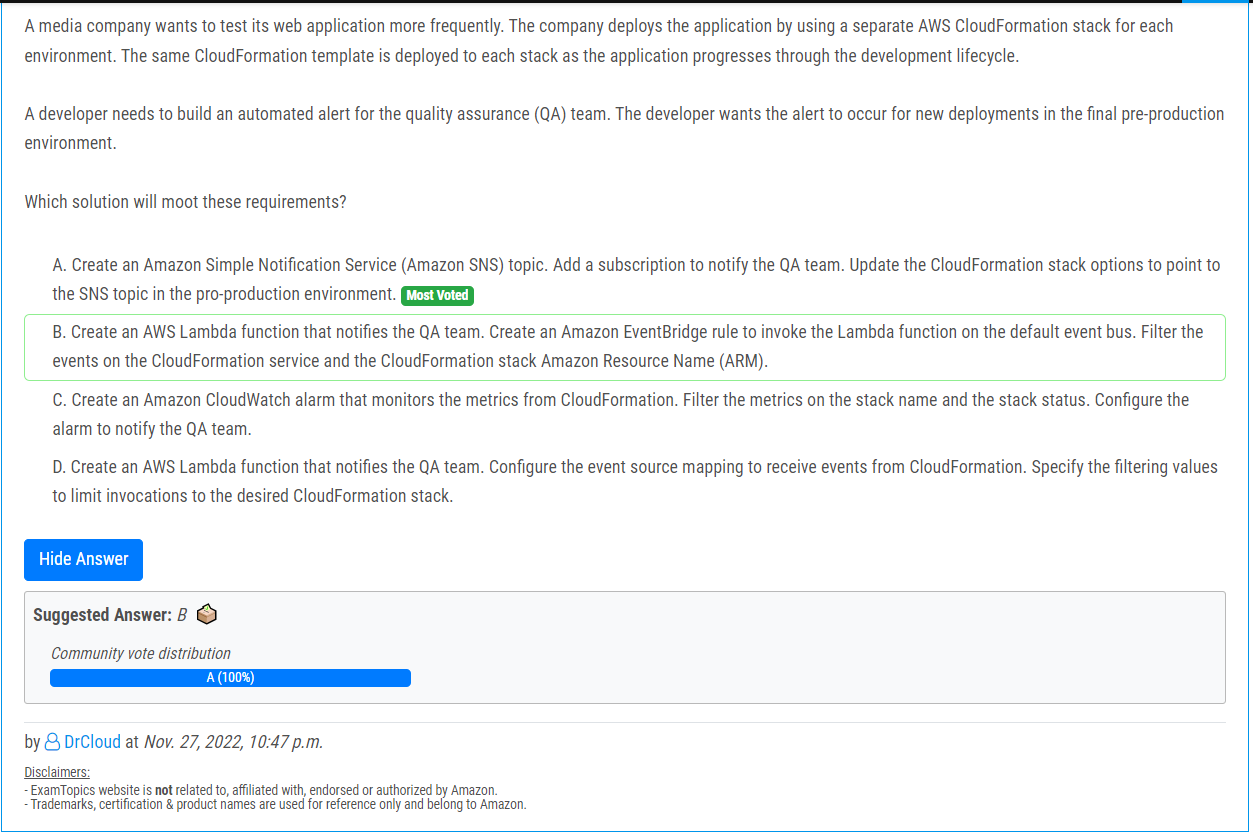 A media company wants to test its web application more frequently. The company deploys the application by using a separate AWS CloudFormation stack for each
environment. The same CloudFormation template is deployed to each stack as the application progresses through the development lifecycle.
A developer needs to build an automated alert for the quality assurance (QA) team. The developer wants the alert to occur for new deployments in the final pre-production
environment.
Which solution will moot these requirements?
A. Create an Amazon Simple Notification Service (Amazon SNS) topic. Add a subscription to notify the QA team. Update the CloudFormation stack options to point to
the SNS topic in the pro-production environment. Most Voted
B. Create an AWS Lambda function that notifies the QA team. Create an Amazon EventBridge rule to invoke the Lambda function on the default event bus. Filter the
events on the CloudFormation service and the CloudFormation stack Amazon Resource Name (ARM).
C. Create an Amazon CloudWatch alarm that monitors the metrics from CloudFormation. Filter the metrics on the stack name and the stack status. Configure the
alarm to notify the QA team.
D. Create an AWS Lambda function that notifies the QA team. Configure the event source mapping to receive events from CloudFormation. Specify the filtering values
to limit invocations to the desired CloudFormation stack.
Hide Answer
Suggested Answer: B
Community vote distribution
A (100%)
by DrCloud at Nov. 27, 2022, 10:47 p.m.
Disclaimers:
- ExamTopics website is not related to, affiliated with, endorsed or authorized by Amazon.
- Trademarks, certification & product names are used for reference only and belong to Amazon.